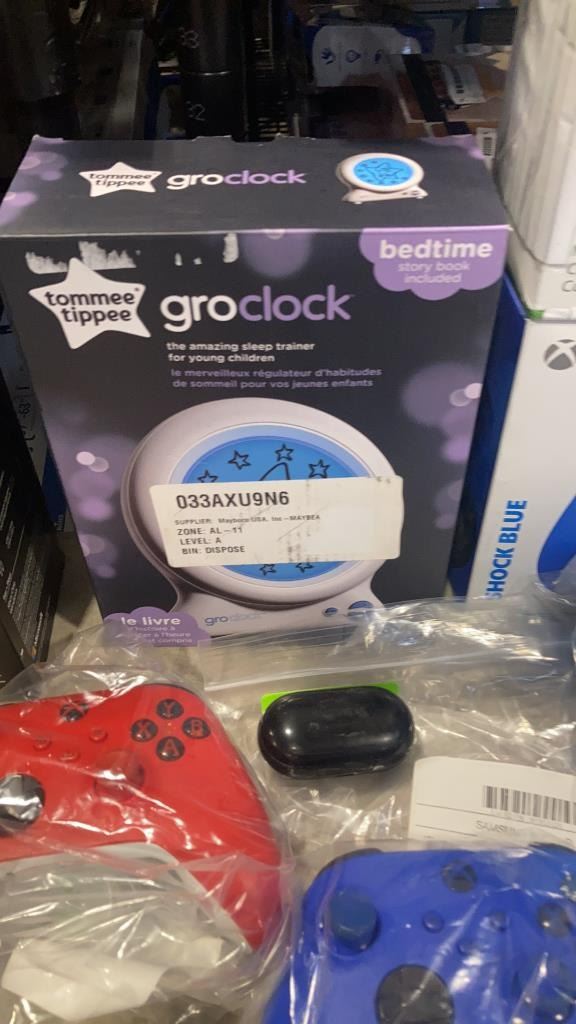 tommee tippee groclock
bedtime
story book
included
tommee
tippee
groclock
the amazing sleep trainer
for young children
le merveilleux régulateur d'habitudes
de sommeil pour vos jeunes enfants
033AXU9N6
SUPPLIER: Mayborn USA, Inc - MAYBEA
ZONE: AL-11
LEVEL: A
BIN: DISPOSE
groclock
le livre
SHOCK BLUE
Y
X
B
A